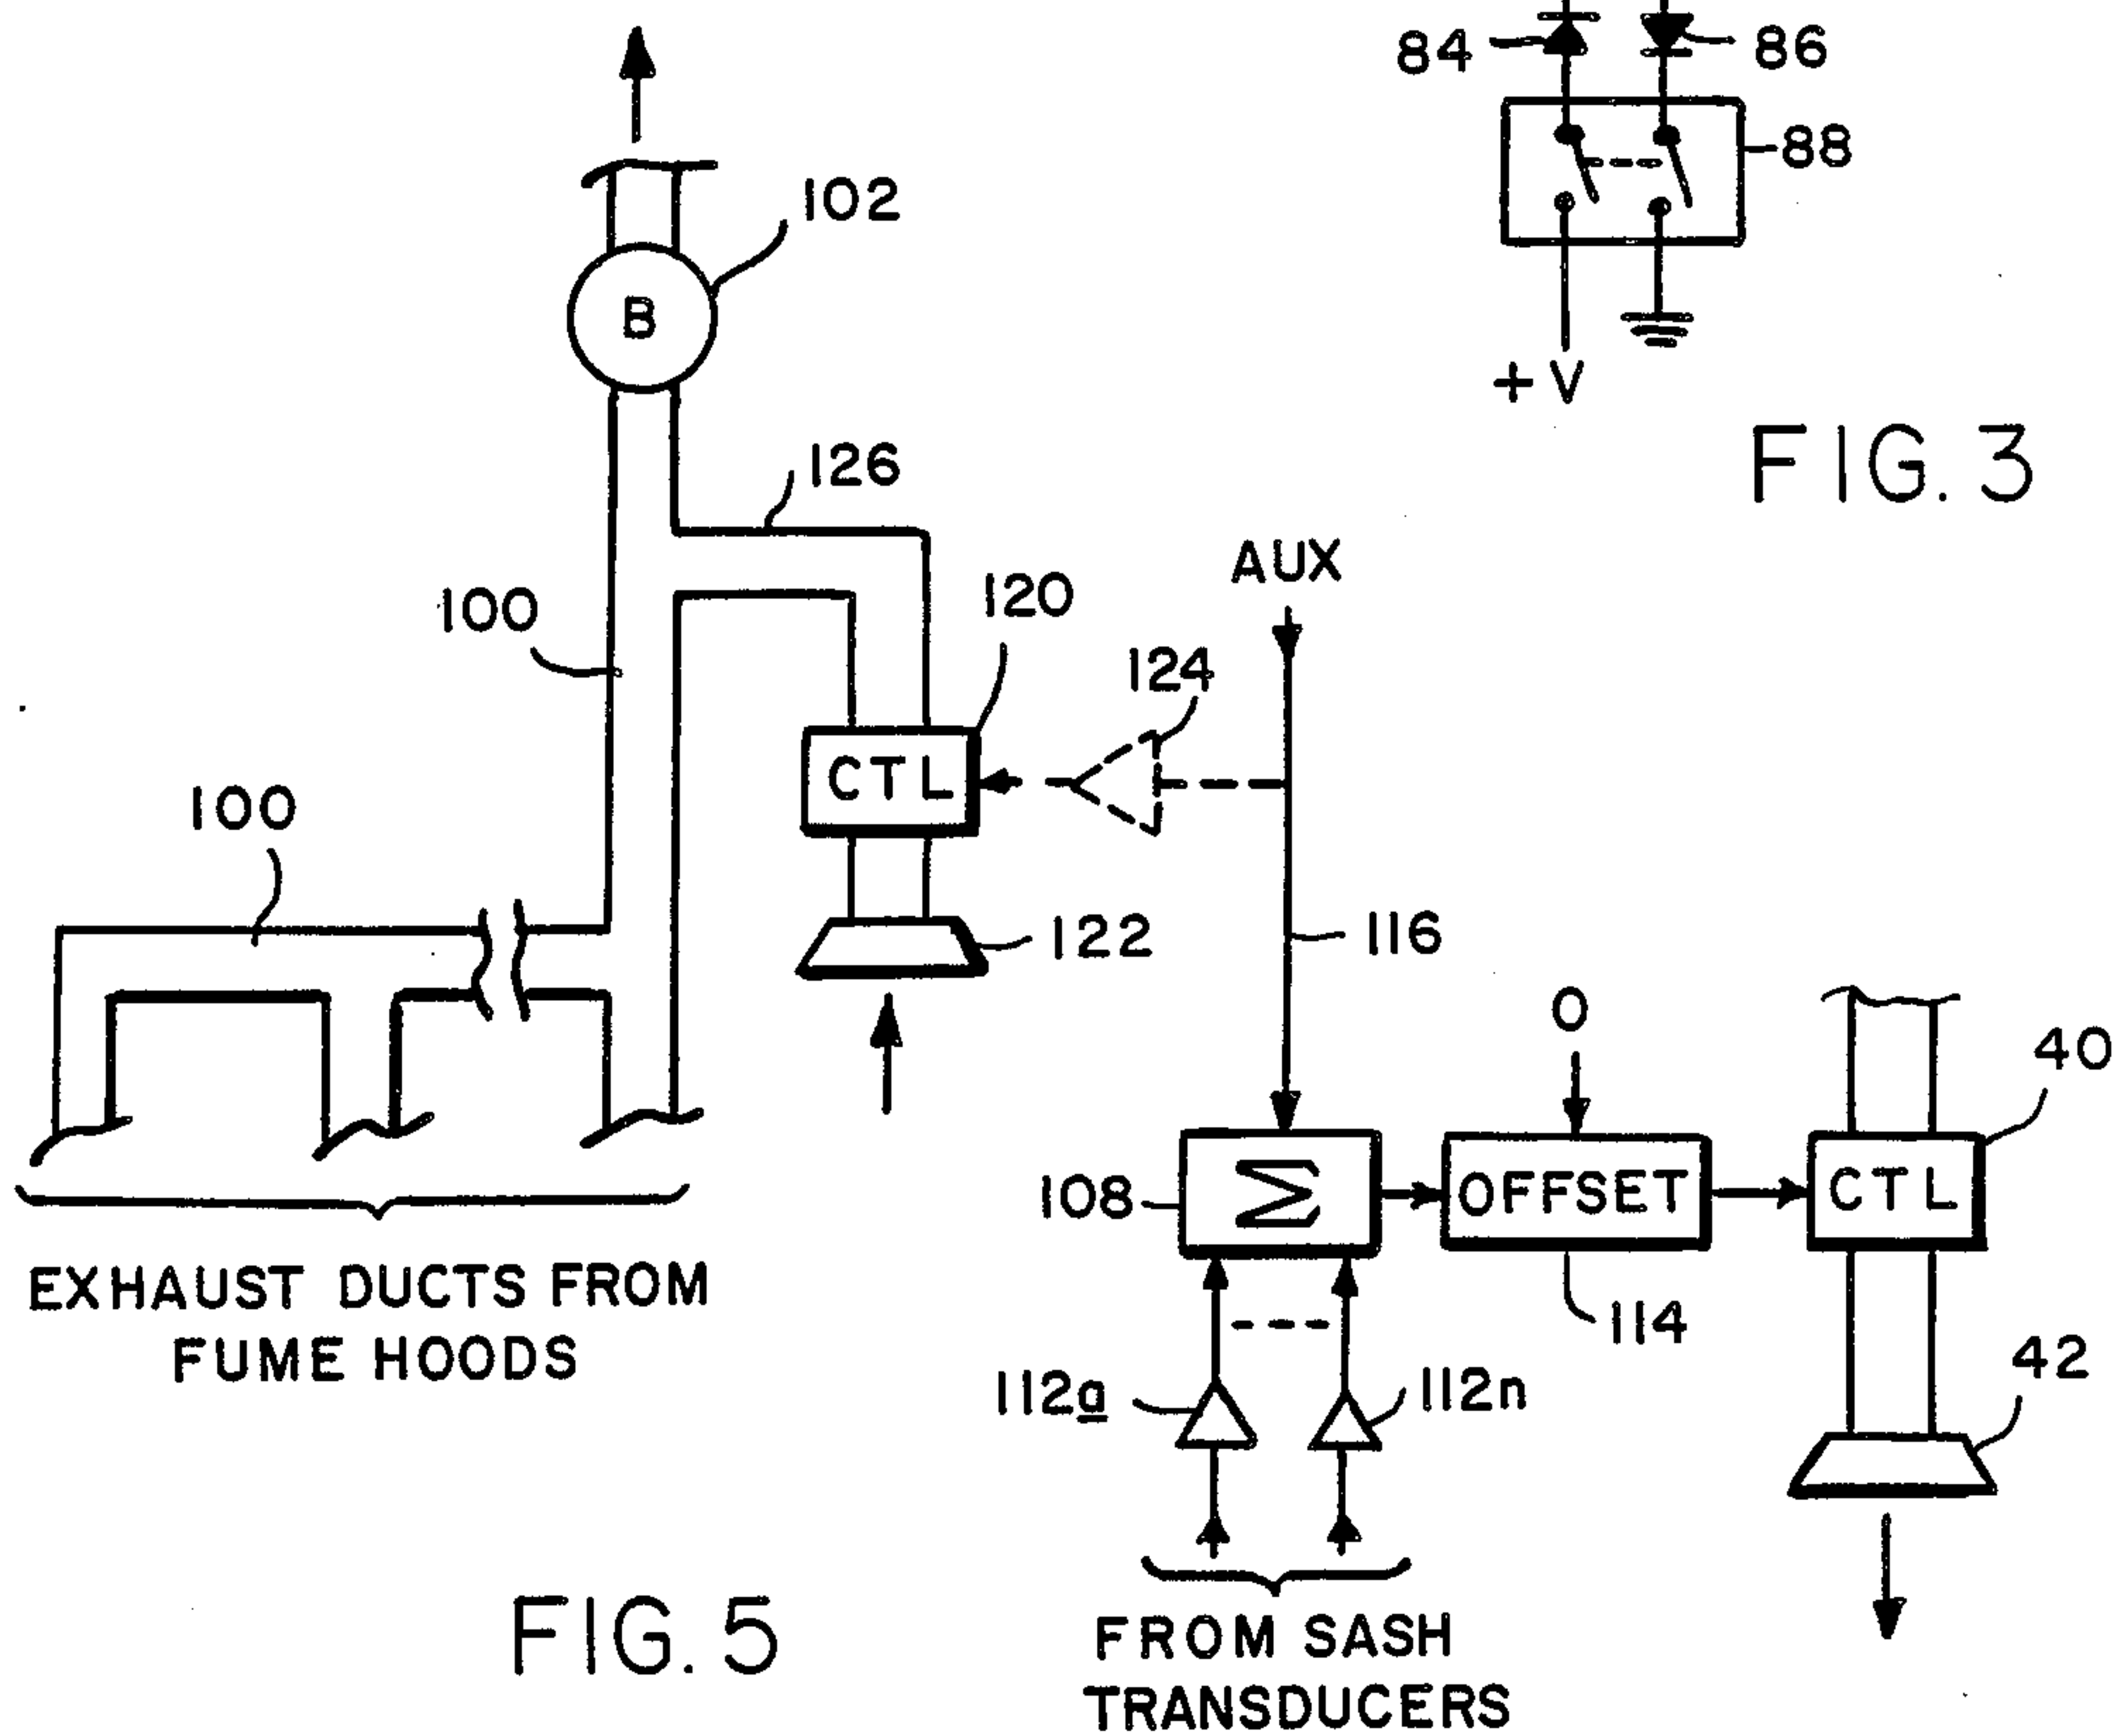 84
86
88
+V
FIG. 3
102
B
126
100
120
AUX
124
CTL
100
122
116
O
40
108
Σ
OFFSET
CTL
114
112a
112n
42
EXHAUST DUCTS FROM
FUME HOODS
FROM SASH
TRANSDUCERS
FIG. 5